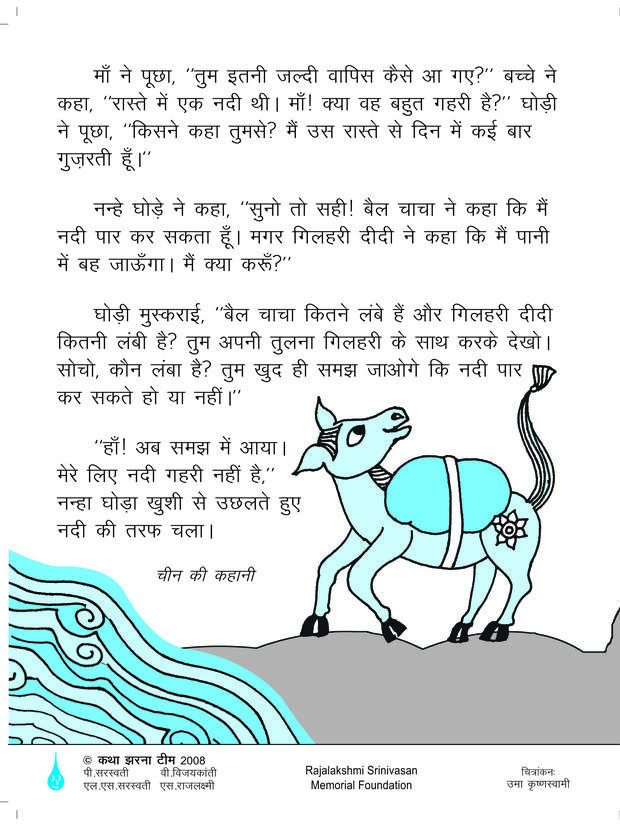 माँ ने पूछा, ‘‘तुम इतनी जल्दी वापिस कैसे आ गए?’’ बच्चे ने
कहा, ‘‘रास्ते में एक नदी थी। माँ! क्या वह बहुत गहरी है?’’ घोड़ी
ने पूछा, ‘‘किसने कहा तुमसे? मैं उस रास्ते से दिन में कई बार
गुज़रती हूँ।’’
नन्हे घोड़े ने कहा, ‘‘सुनो तो सही! बैल चाचा ने कहा कि मैं
नदी पार कर सकता हूँ। मगर गिलहरी दीदी ने कहा कि मैं पानी
में बह जाऊँगा। मैं क्या करूँ?’’
घोड़ी मुस्कराई, ‘‘बैल चाचा कितने लंबे हैं और गिलहरी दीदी
कितनी लंबी है? तुम अपनी तुलना गिलहरी के साथ करके देखो।
सोचो, कौन लंबा है? तुम खुद ही समझ जाओगे कि नदी पार
कर सकते हो या नहीं।’’
‘‘हाँ! अब समझ में आया।
मेरे लिए नदी गहरी नहीं है,’’
नन्हा घोड़ा खुशी से उछलते हुए
नदी की तरफ चला।
चीन की कहानी
© कथा झरना टीम 2008
पी.सरस्वती वी.विजयकांती
एल.एस.सरस्वती एस.राजलक्ष्मी
Rajalakshmi Srinivasan
Memorial Foundation
चित्रांकनः
उमा कृष्णस्वामी